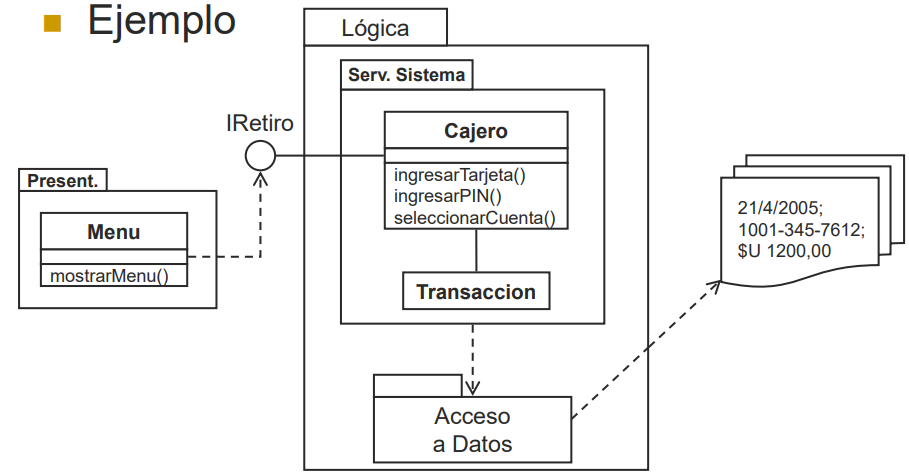 Ejemplo
Lógica
Serv. Sistema
IRetiro
Cajero
ingresarTarjeta()
ingresarPIN()
seleccionarCuenta()
Present.
Menu
mostrarMenu()
Transaccion
21/4/2005;
1001-345-7612;
$U 1200,00
Acceso
a Datos